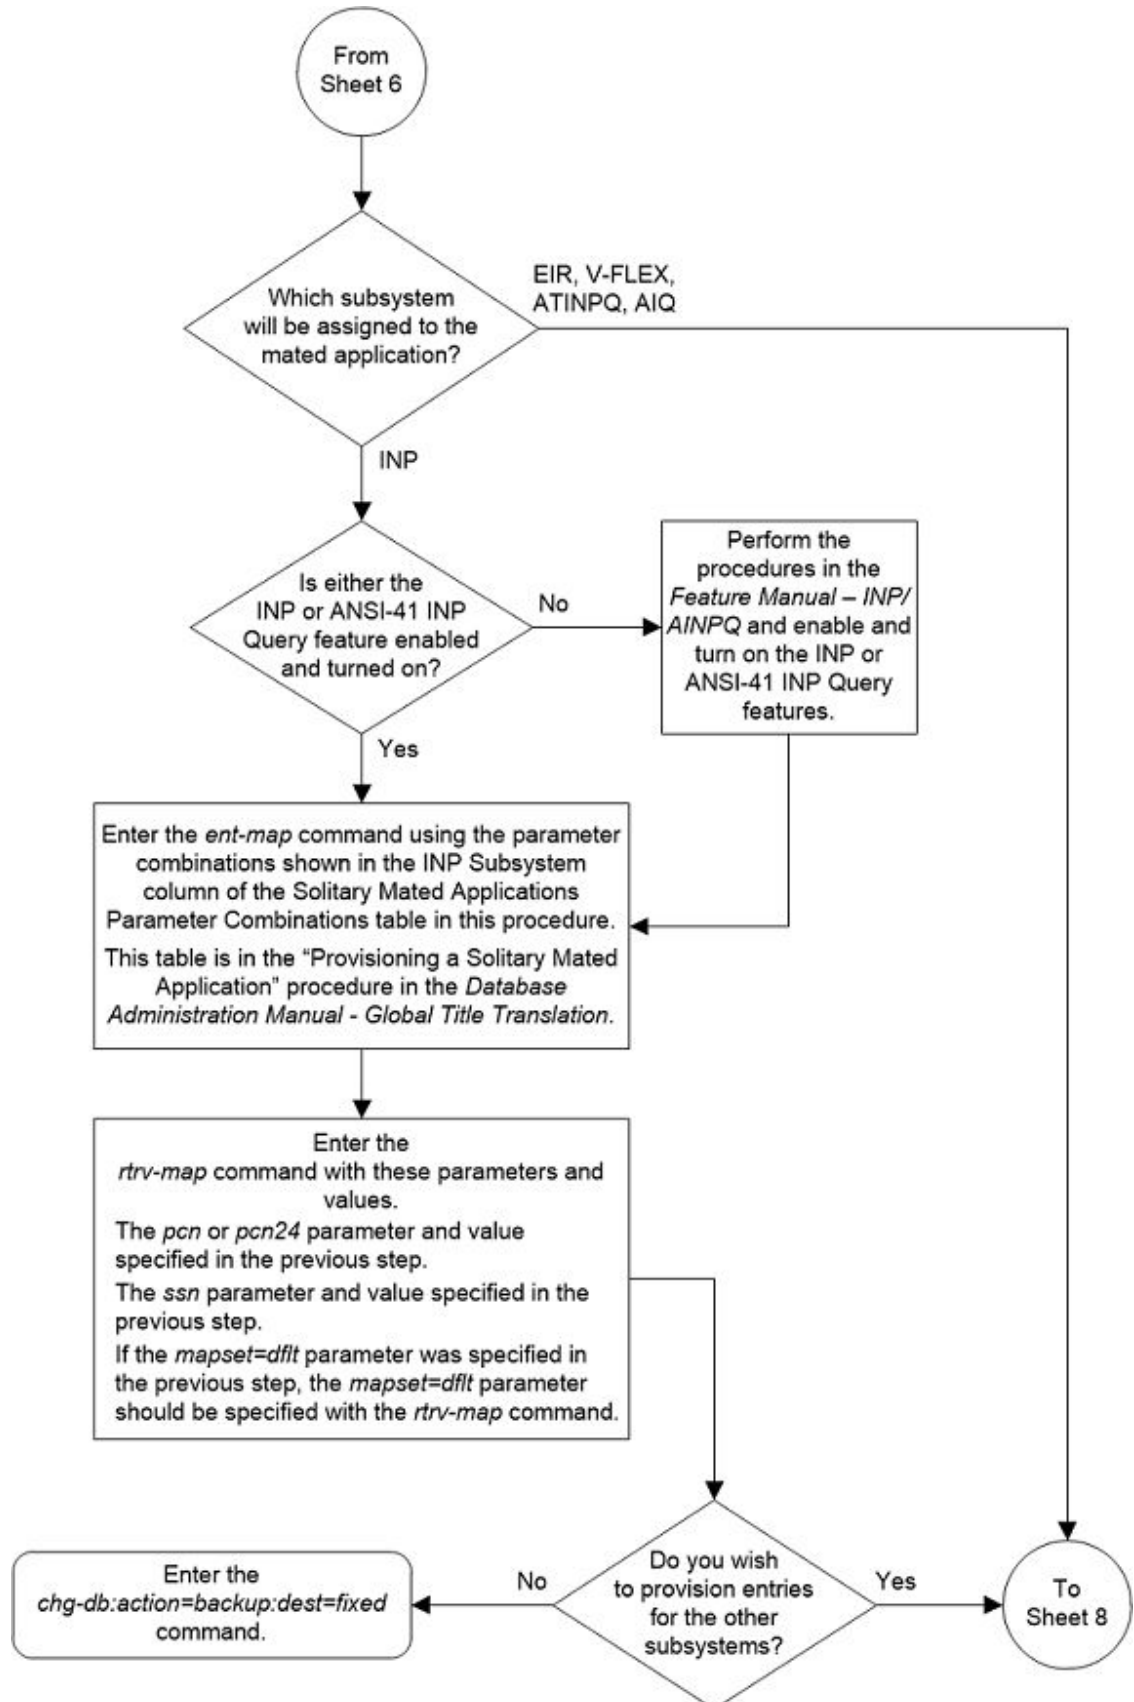 From
Sheet 6
EIR, V-FLEX,
ATINPQ, AIQ
Which subsystem
will be assigned to the
mated application?
INP
Is either the
INP or ANSI-41 INP
Query feature enabled
and turned on?
No
Perform the
procedures in the
Feature Manual – INP/
AINPQ and enable and
turn on the INP or
ANSI-41 INP Query
features.
Yes
Enter the ent-map command using the parameter
combinations shown in the INP Subsystem
column of the Solitary Mated Applications
Parameter Combinations table in this procedure.
This table is in the “Provisioning a Solitary Mated
Application” procedure in the Database
Administration Manual - Global Title Translation.
Enter the
rtrv-map command with these parameters and
values.
The pcn or pcn24 parameter and value
specified in the previous step.
The ssn parameter and value specified in the
previous step.
If the mapset=dflt parameter was specified in
the previous step, the mapset=dflt parameter
should be specified with the rtrv-map command.
Do you wish
to provision entries
for the other
subsystems?
No
Yes
Enter the
chg-db:action=backup:dest=fixed
command.
To
Sheet 8